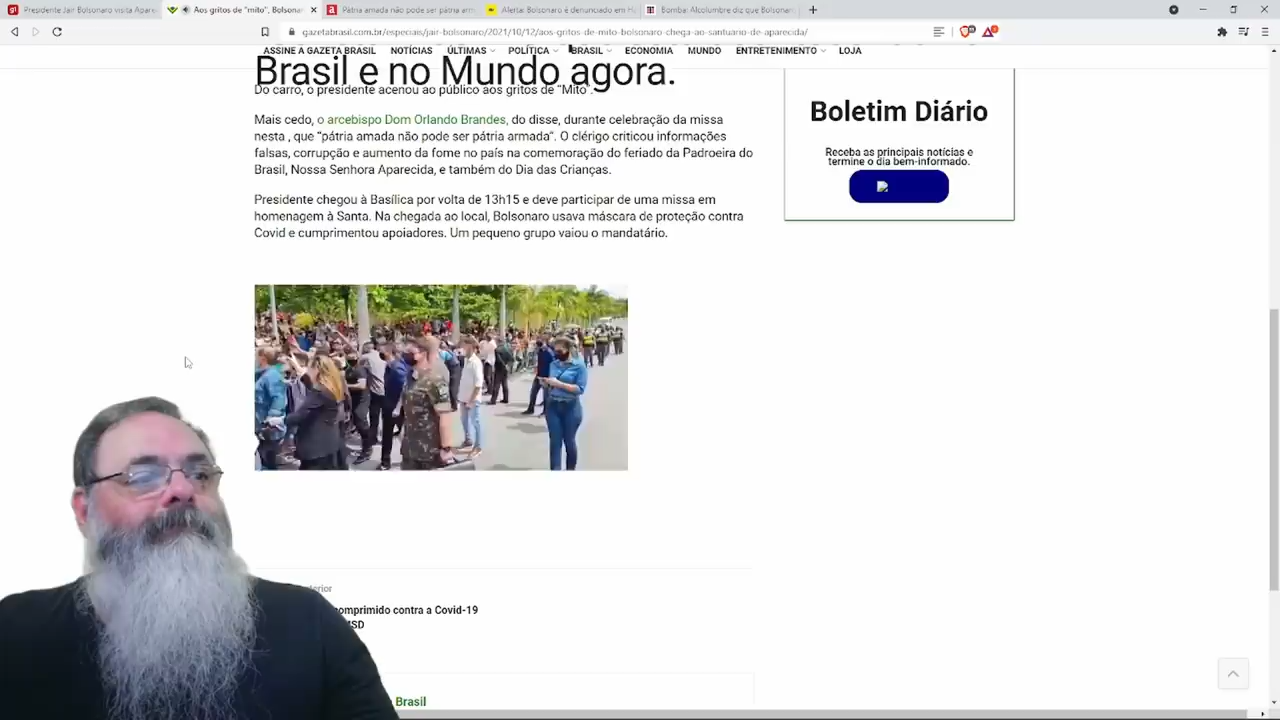 Presidente Jair Bolsonaro visita Apare
Aos gritos de "mito", Bolsonar
Pátria amada não pode ser pátria arm
Alerta! Bolsonaro é denunciado em H
Bomba! Alcolumbre diz que Bolsonar
gazetabrasil.com.br/especiais/jair-bolsonaro/2021/10/12/aos-gritos-de-mito-bolsonaro-chega-ao-santuario-de-aparecida/
ASSINE A GAZETA BRASIL NOTÍCIAS ÚLTIMAS POLÍTICA BRASIL ECONOMIA MUNDO ENTRETENIMENTO LOJA
Brasil e no Mundo agora.
Do carro, o presidente acenou ao público aos gritos de "Mito".
Mais cedo, o arcebispo Dom Orlando Brandes, do disse, durante celebração da missa
nesta , que "pátria amada não pode ser pátria armada". O clérigo criticou informações
falsas, corrupção e aumento da fome no país na comemoração do feriado da Padroeira do
Brasil, Nossa Senhora Aparecida, e também do Dia das Crianças.
Presidente chegou à Basílica por volta de 13h15 e deve participar de uma missa em
homenagem à Santa. Na chegada ao local, Bolsonaro usava máscara de proteção contra
Covid e cumprimentou apoiadores. Um pequeno grupo vaiou o mandatário.
Boletim Diário
Receba as principais notícias e
termine o dia bem-informado.
terior
omprimido contra a Covid-19
SD
Brasil